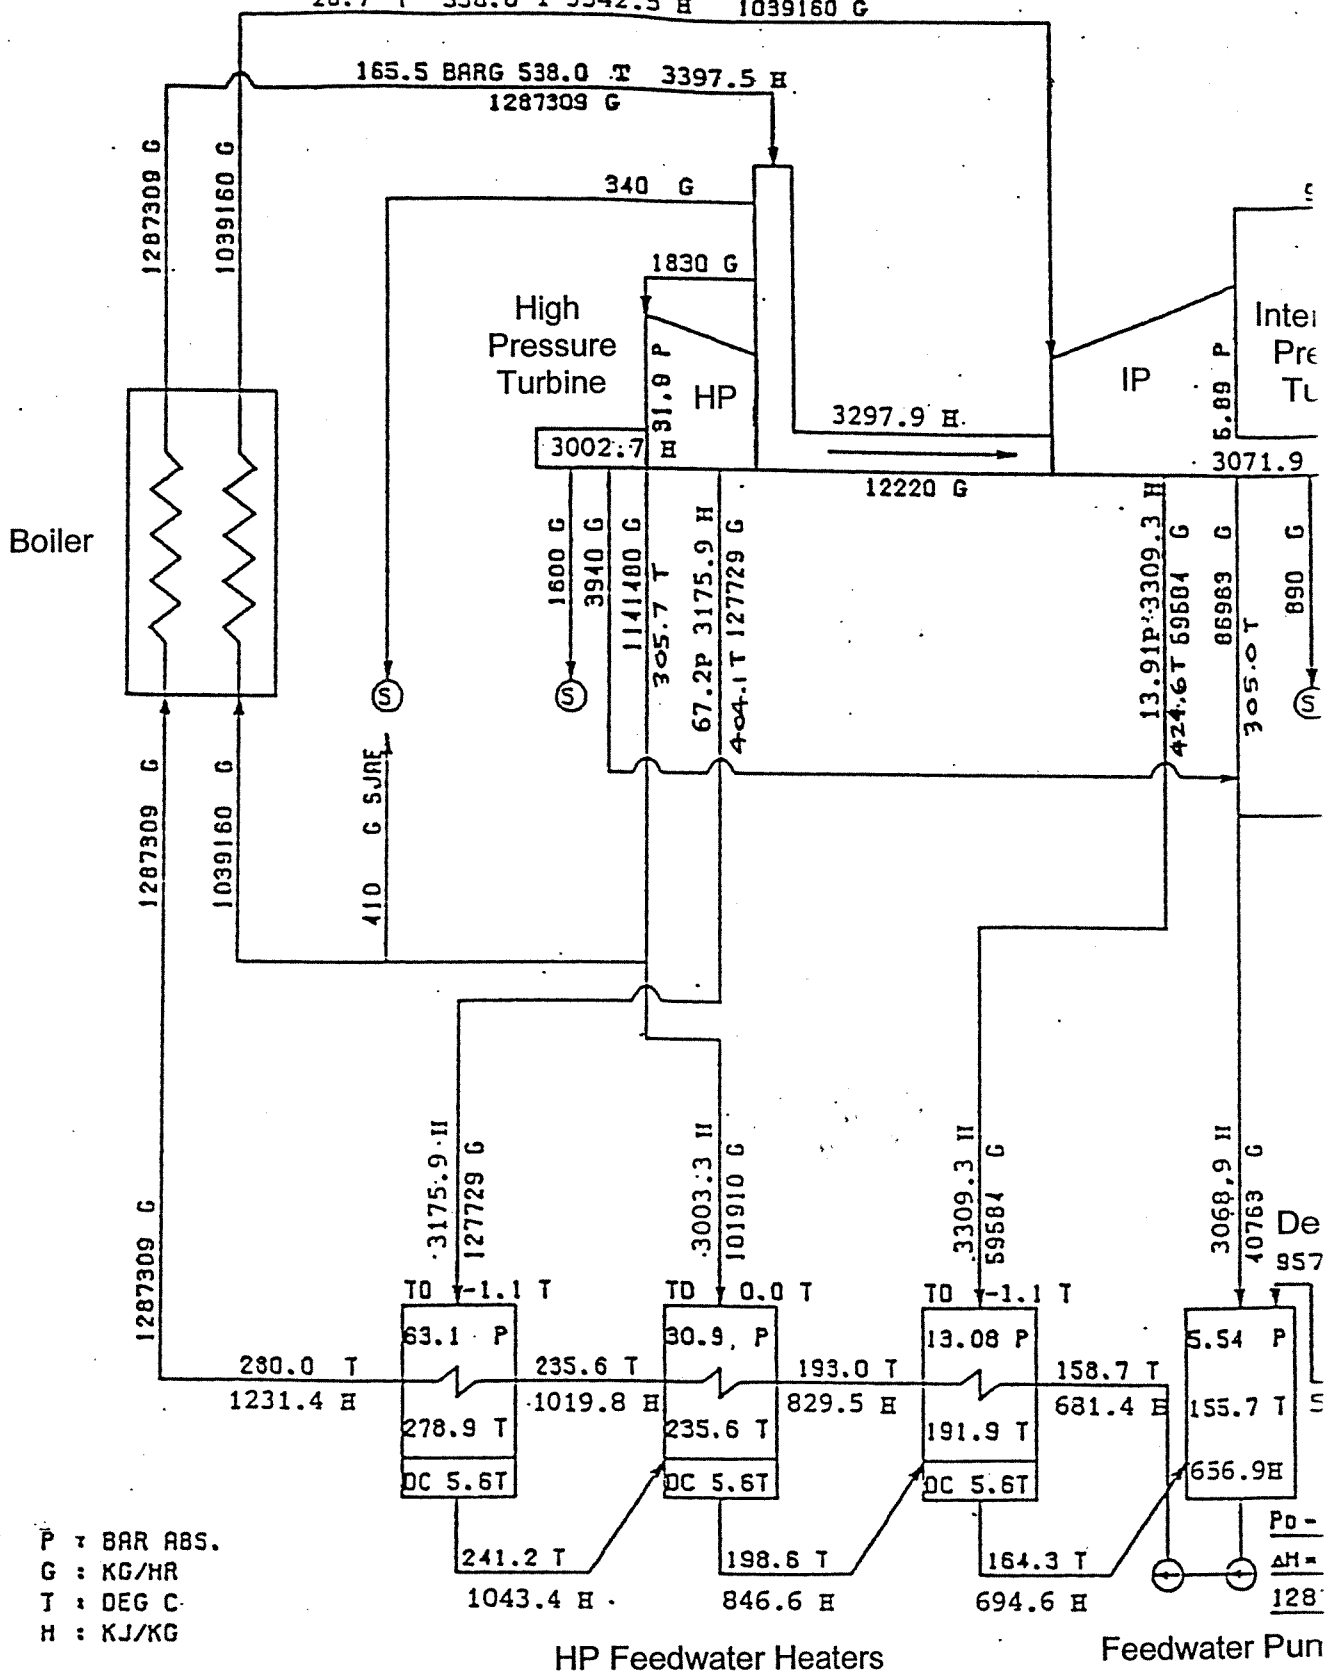 1039160 G
165.5 BARG 538.0 T 3397.5 H
1287309 G
1287309 G
1039160 G
340 G
1830 G
High
Pressure
Turbine
31.9 P
HP
IP
5.89 P
3297.9 H
3002.7 H
3071.9
12220 G
Boiler
1600 G
3940 G
1141480 G
305.7 T
67.2P 3175.9 H
404.1 T 127729 G
13.91P 3309.3 H
424.6T 59584 G
86983 G
305.0 T
890 G
S
S
S
1287309 G
1039160 G
410 G SJAE
1287309 G
3175.9 H
127729 G
3003.3 H
101910 G
3309.3 H
59584 G
3068.9 H
40763 G
957
TD -1.1 T
TD 0.0 T
TD -1.1 T
63.1 P
30.9 P
13.08 P
5.54 P
280.0 T
235.6 T
193.0 T
158.7 T
1231.4 H
1019.8 H
829.5 H
681.4 H
155.7 T
278.9 T
235.6 T
191.9 T
656.9H
DC 5.6T
DC 5.6T
DC 5.6T
241.2 T
198.6 T
164.3 T
1043.4 H
846.6 H
694.6 H
P : BAR ABS.
G : KG/HR
T : DEG C
H : KJ/KG
PD =
ΔH =
128
HP Feedwater Heaters
Feedwater